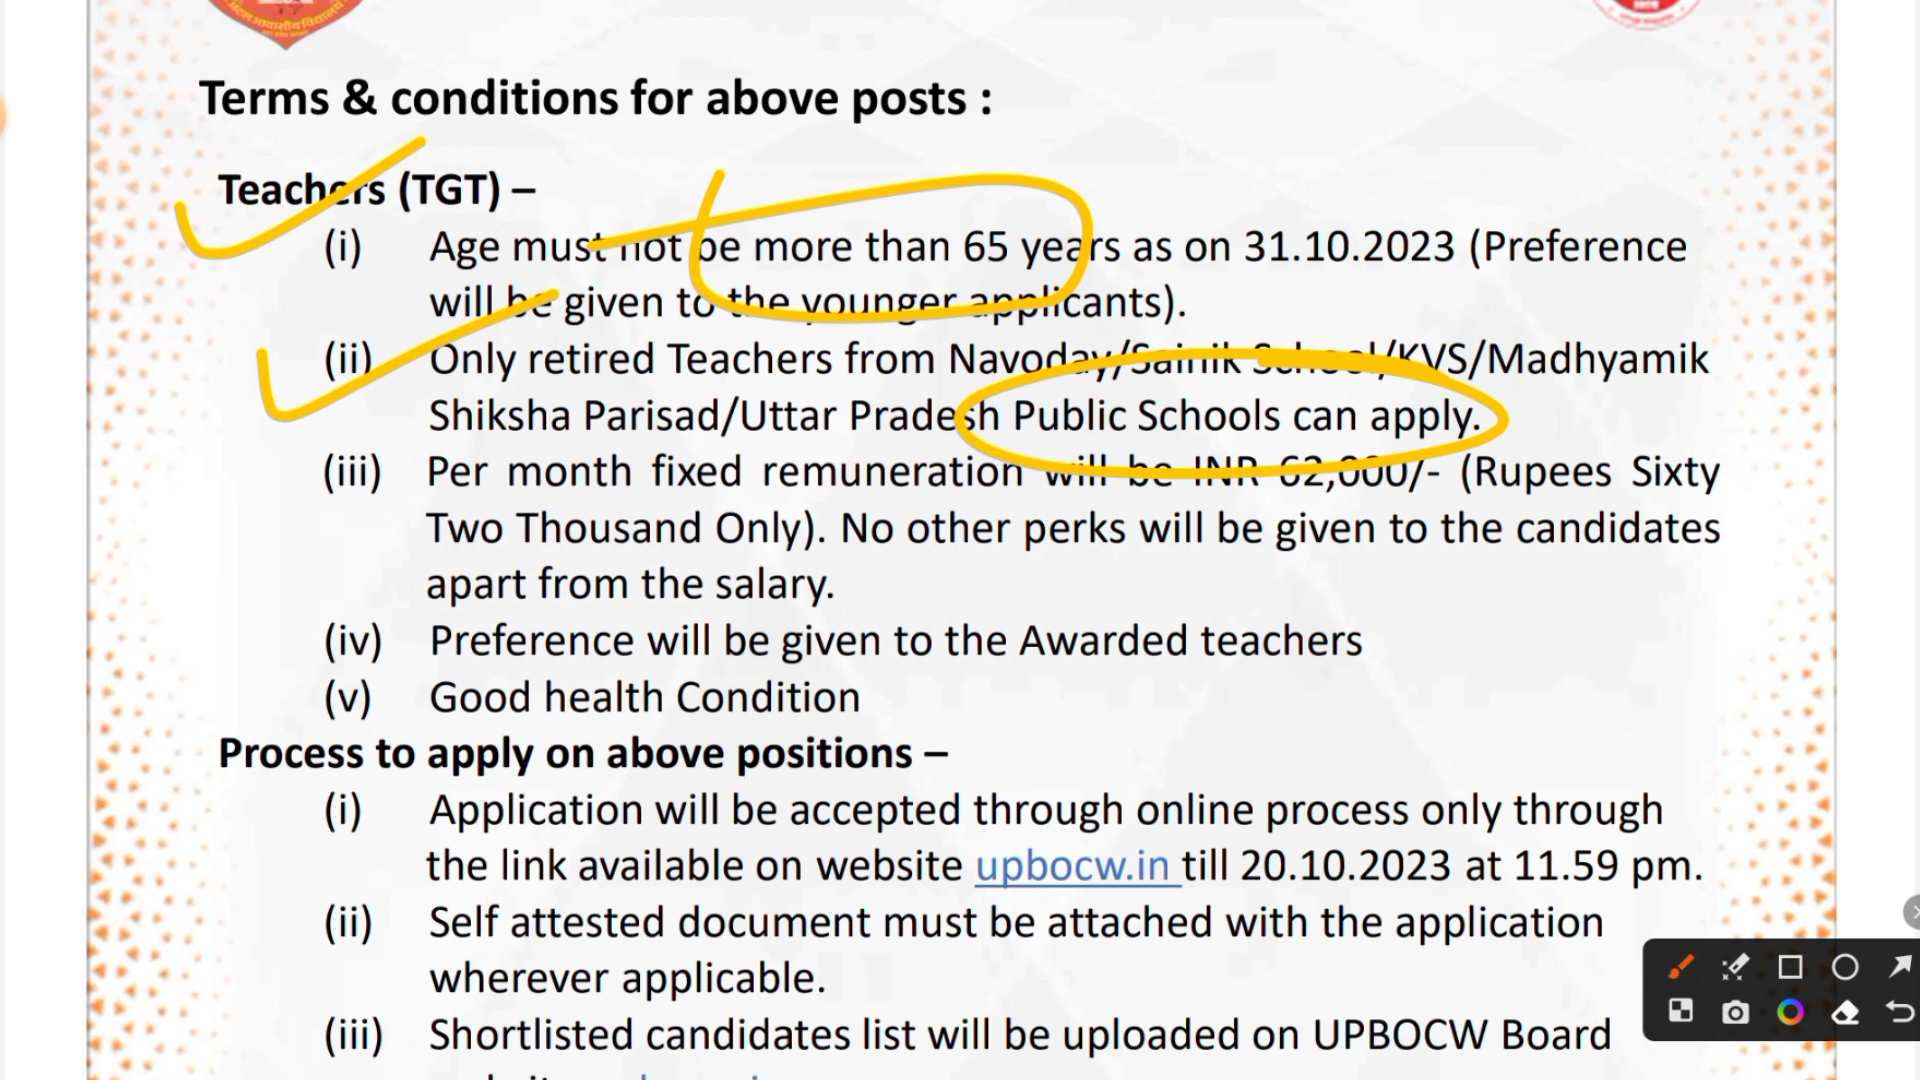 अटल आवासीय विद्यालय
Terms & conditions for above posts :
Teachers (TGT) –
(i) Age must not be more than 65 years as on 31.10.2023 (Preference
will be given to the younger applicants).
(ii) Only retired Teachers from Navoday/Sainik School/KVS/Madhyamik
Shiksha Parisad/Uttar Pradesh Public Schools can apply.
(iii) Per month fixed remuneration will be INR 62,000/- (Rupees Sixty
Two Thousand Only). No other perks will be given to the candidates
apart from the salary.
(iv) Preference will be given to the Awarded teachers
(v) Good health Condition
Process to apply on above positions –
(i) Application will be accepted through online process only through
the link available on website upbocw.in till 20.10.2023 at 11.59 pm.
(ii) Self attested document must be attached with the application
wherever applicable.
(iii) Shortlisted candidates list will be uploaded on UPBOCW Board